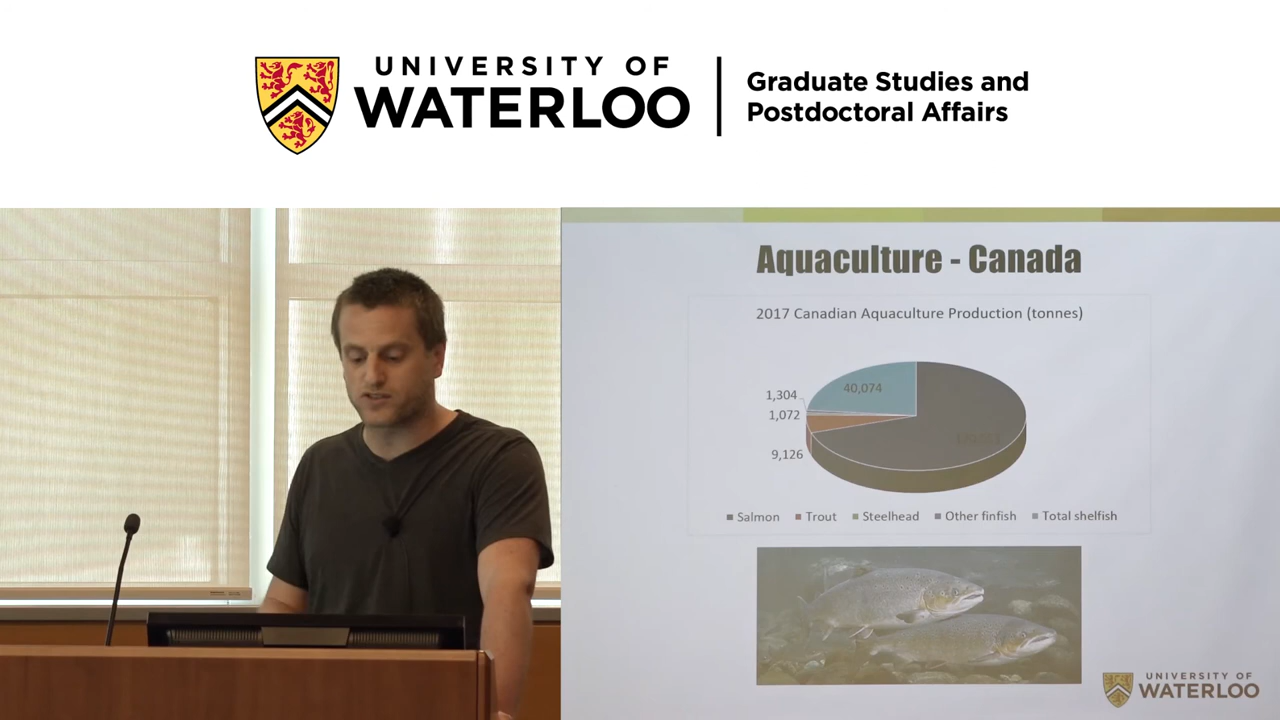 UNIVERSITY OF
WATERLOO
Graduate Studies and
Postdoctoral Affairs
Aquaculture - Canada
2017 Canadian Aquaculture Production (tonnes)
40,074
1,304
1,072
9,126
Salmon Trout Steelhead Other finfish Total shelfish
UNIVERSITY OF
WATERLOO